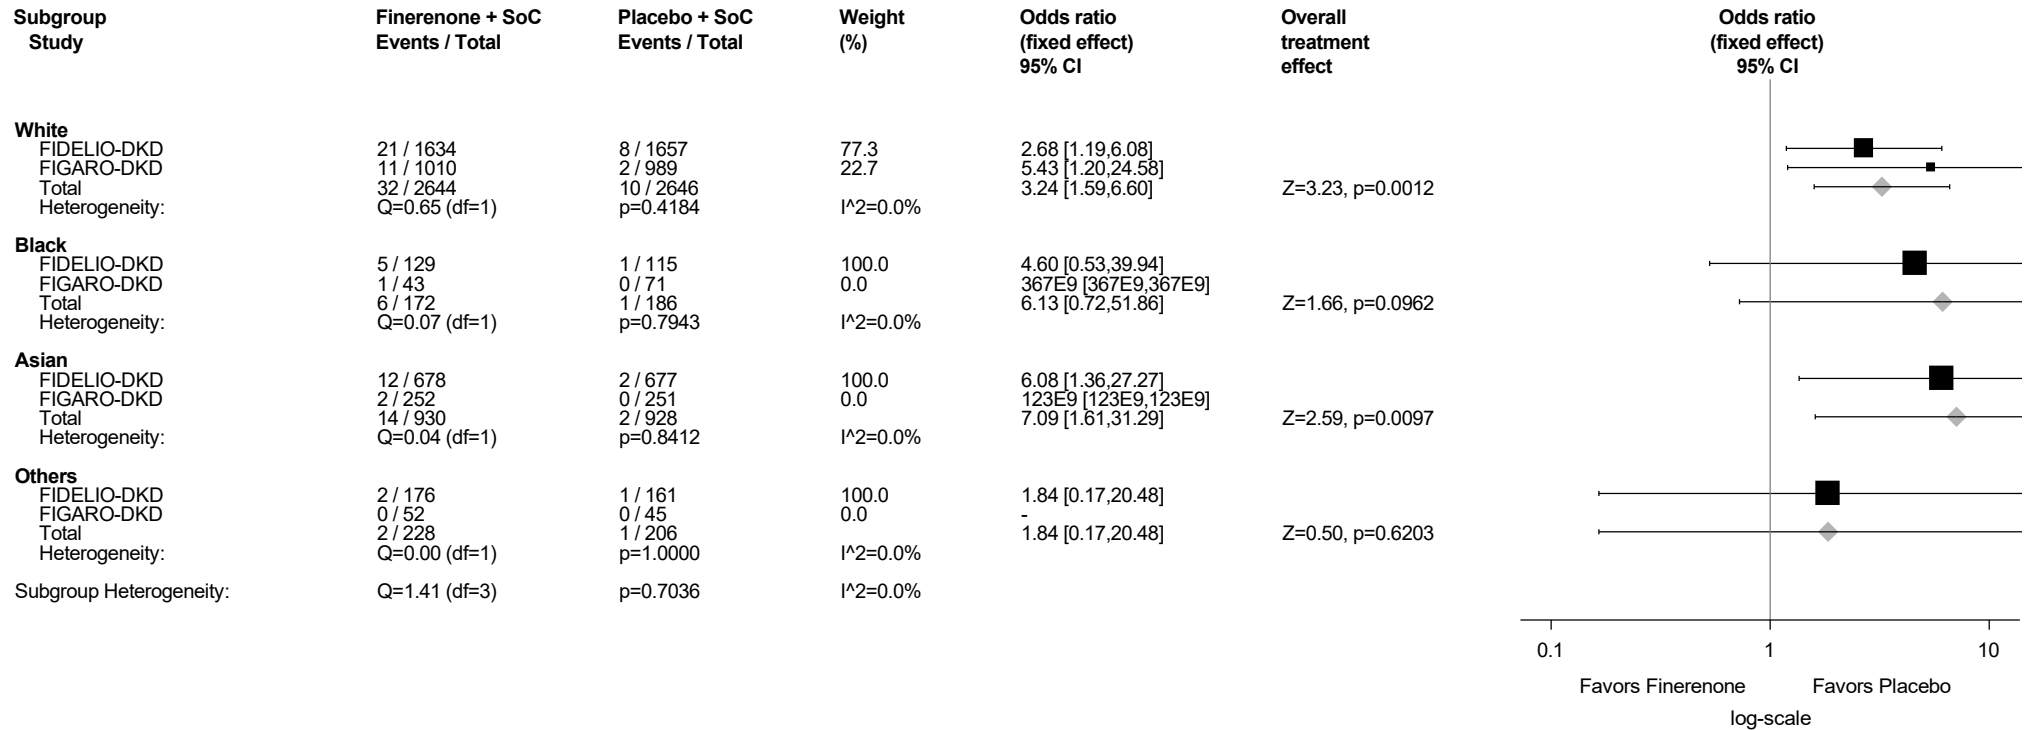 Subgroup Finerenone + SoC Placebo + SoC Weight Odds ratio Overall Odds ratio
Study Events / Total Events / Total (%) (fixed effect) treatment (fixed effect)
95% CI effect 95% CI
White
FIDELIO-DKD 21 / 1634 8 / 1657 77.3 2.68 [1.19,6.08]
FIGARO-DKD 11 / 1010 2 / 989 22.7 5.43 [1.20,24.58]
Total 32 / 2644 10 / 2646 3.24 [1.59,6.60] Z=3.23, p=0.0012
Heterogeneity: Q=0.65 (df=1) p=0.4184 I^2=0.0%
Black
FIDELIO-DKD 5 / 129 1 / 115 100.0 4.60 [0.53,39.94]
FIGARO-DKD 1 / 43 0 / 71 0.0 367E9 [367E9,367E9]
Total 6 / 172 1 / 186 6.13 [0.72,51.86] Z=1.66, p=0.0962
Heterogeneity: Q=0.07 (df=1) p=0.7943 I^2=0.0%
Asian
FIDELIO-DKD 12 / 678 2 / 677 100.0 6.08 [1.36,27.27]
FIGARO-DKD 2 / 252 0 / 251 0.0 123E9 [123E9,123E9]
Total 14 / 930 2 / 928 7.09 [1.61,31.29] Z=2.59, p=0.0097
Heterogeneity: Q=0.04 (df=1) p=0.8412 I^2=0.0%
Others
FIDELIO-DKD 2 / 176 1 / 161 100.0 1.84 [0.17,20.48]
FIGARO-DKD 0 / 52 0 / 45 0.0 -
Total 2 / 228 1 / 206 1.84 [0.17,20.48] Z=0.50, p=0.6203
Heterogeneity: Q=0.00 (df=1) p=1.0000 I^2=0.0%
Subgroup Heterogeneity: Q=1.41 (df=3) p=0.7036 I^2=0.0%
0.1 1 10
Favors Finerenone Favors Placebo
log-scale